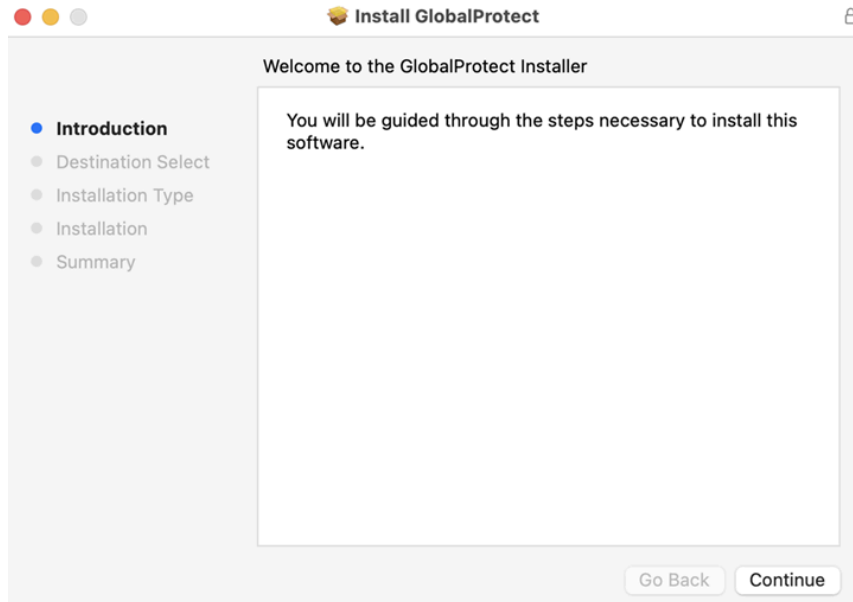 Install GlobalProtect
Welcome to the GlobalProtect Installer
Introduction
Destination Select
Installation Type
Installation
Summary
You will be guided through the steps necessary to install this
software.
Go Back
Continue